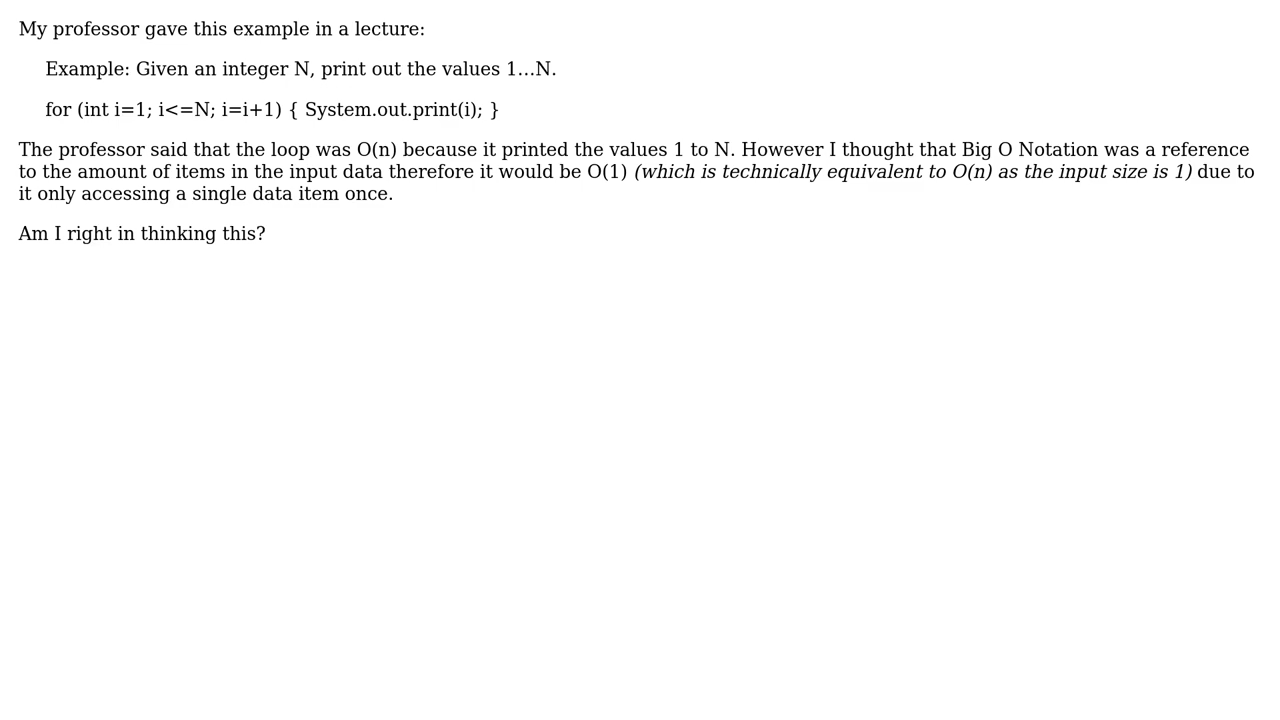 My professor gave this example in a lecture:
Example: Given an integer N, print out the values 1...N.
for (int i=1; i<=N; i=i+1) { System.out.print(i); }
The professor said that the loop was O(n) because it printed the values 1 to N. However I thought that Big O Notation was a reference
to the amount of items in the input data therefore it would be O(1) (which is technically equivalent to O(n) as the input size is 1) due to
it only accessing a single data item once.
Am I right in thinking this?